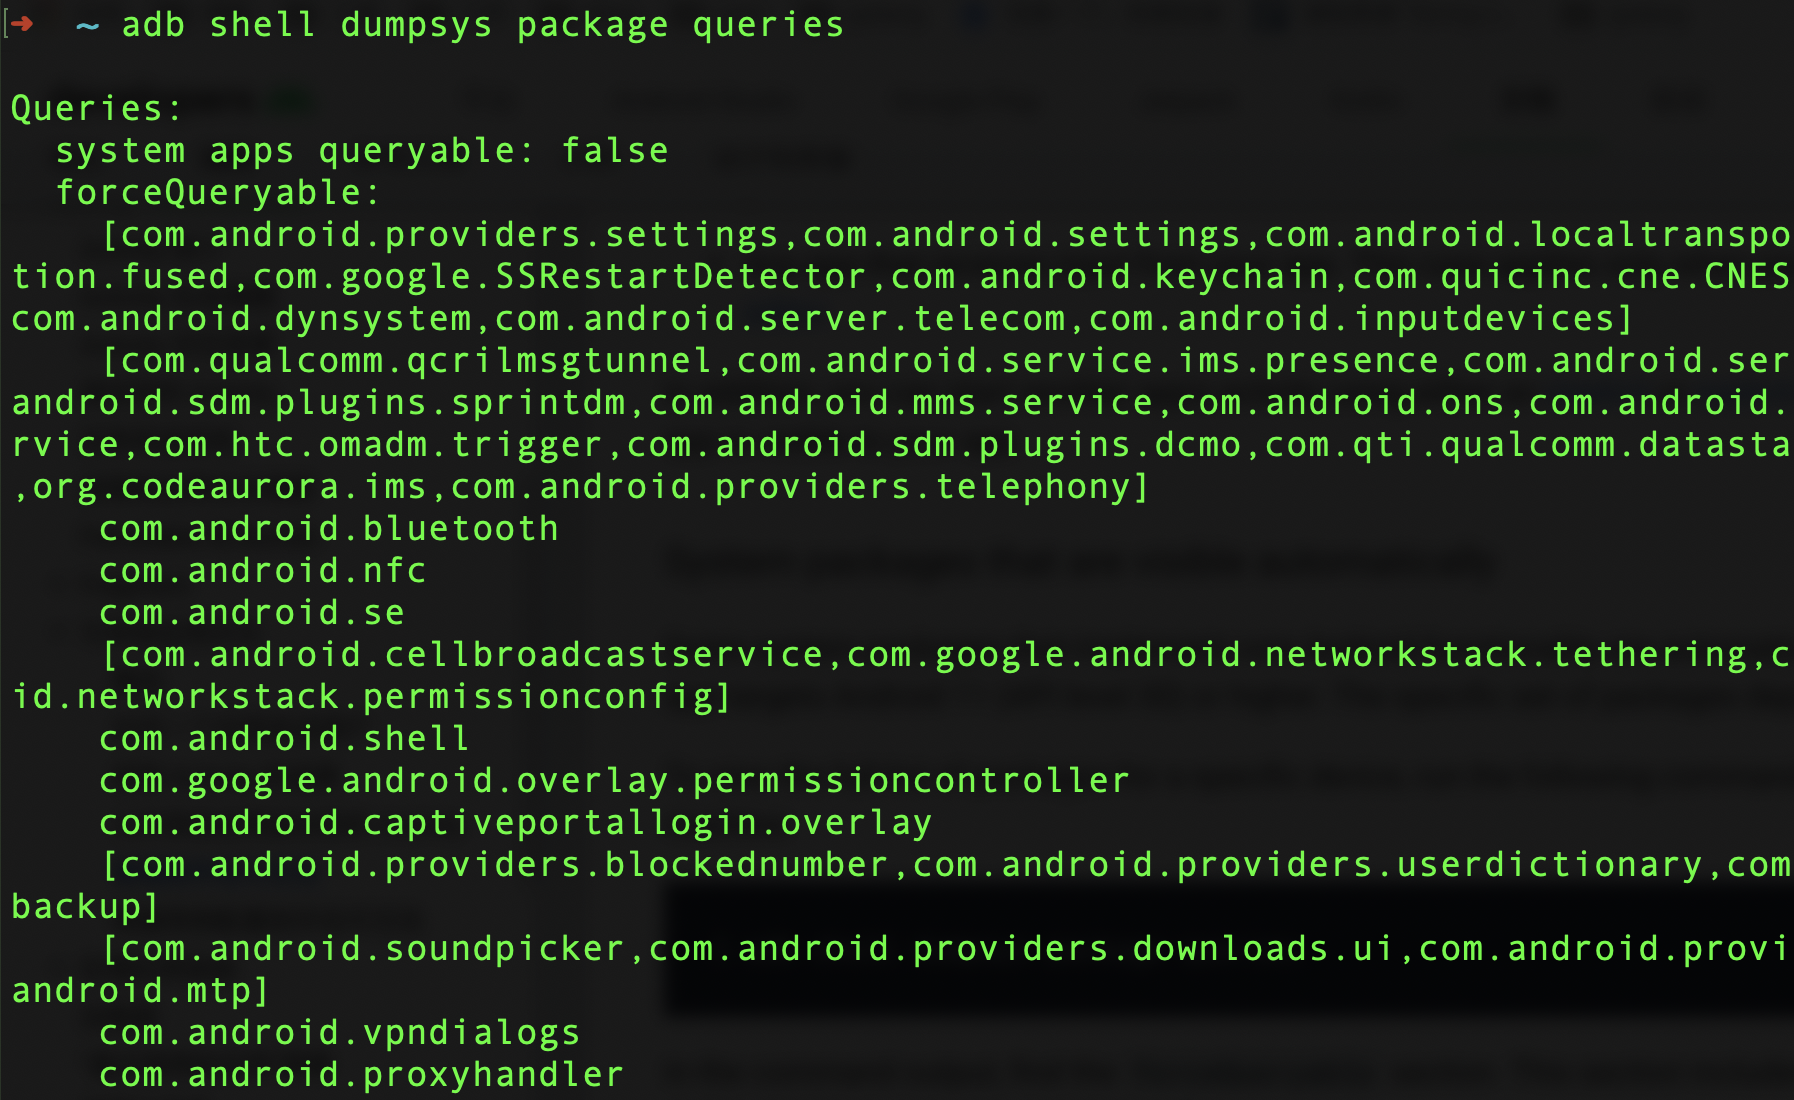 ➜ ~ adb shell dumpsys package queries
Queries:
system apps queryable: false
forceQueryable:
[com.android.providers.settings,com.android.settings,com.android.localtranspo
tion.fused,com.google.SSRestartDetector,com.android.keychain,com.quicinc.cne.CNES
com.android.dynsystem,com.android.server.telecom,com.android.inputdevices]
[com.qualcomm.qcrilmsgtunnel,com.android.service.ims.presence,com.android.ser
android.sdm.plugins.sprintdm,com.android.mms.service,com.android.ons,com.android.
rvice,com.htc.omadm.trigger,com.android.sdm.plugins.dcmo,com.qti.qualcomm.datasta
,org.codeaurora.ims,com.android.providers.telephony]
com.android.bluetooth
com.android.nfc
com.android.se
[com.android.cellbroadcastservice,com.google.android.networkstack.tethering,c
id.networkstack.permissionconfig]
com.android.shell
com.google.android.overlay.permissioncontroller
com.android.captiveportallogin.overlay
[com.android.providers.blockednumber,com.android.providers.userdictionary,com
backup]
[com.android.soundpicker,com.android.providers.downloads.ui,com.android.provi
android.mtp]
com.android.vpndialogs
com.android.proxyhandler